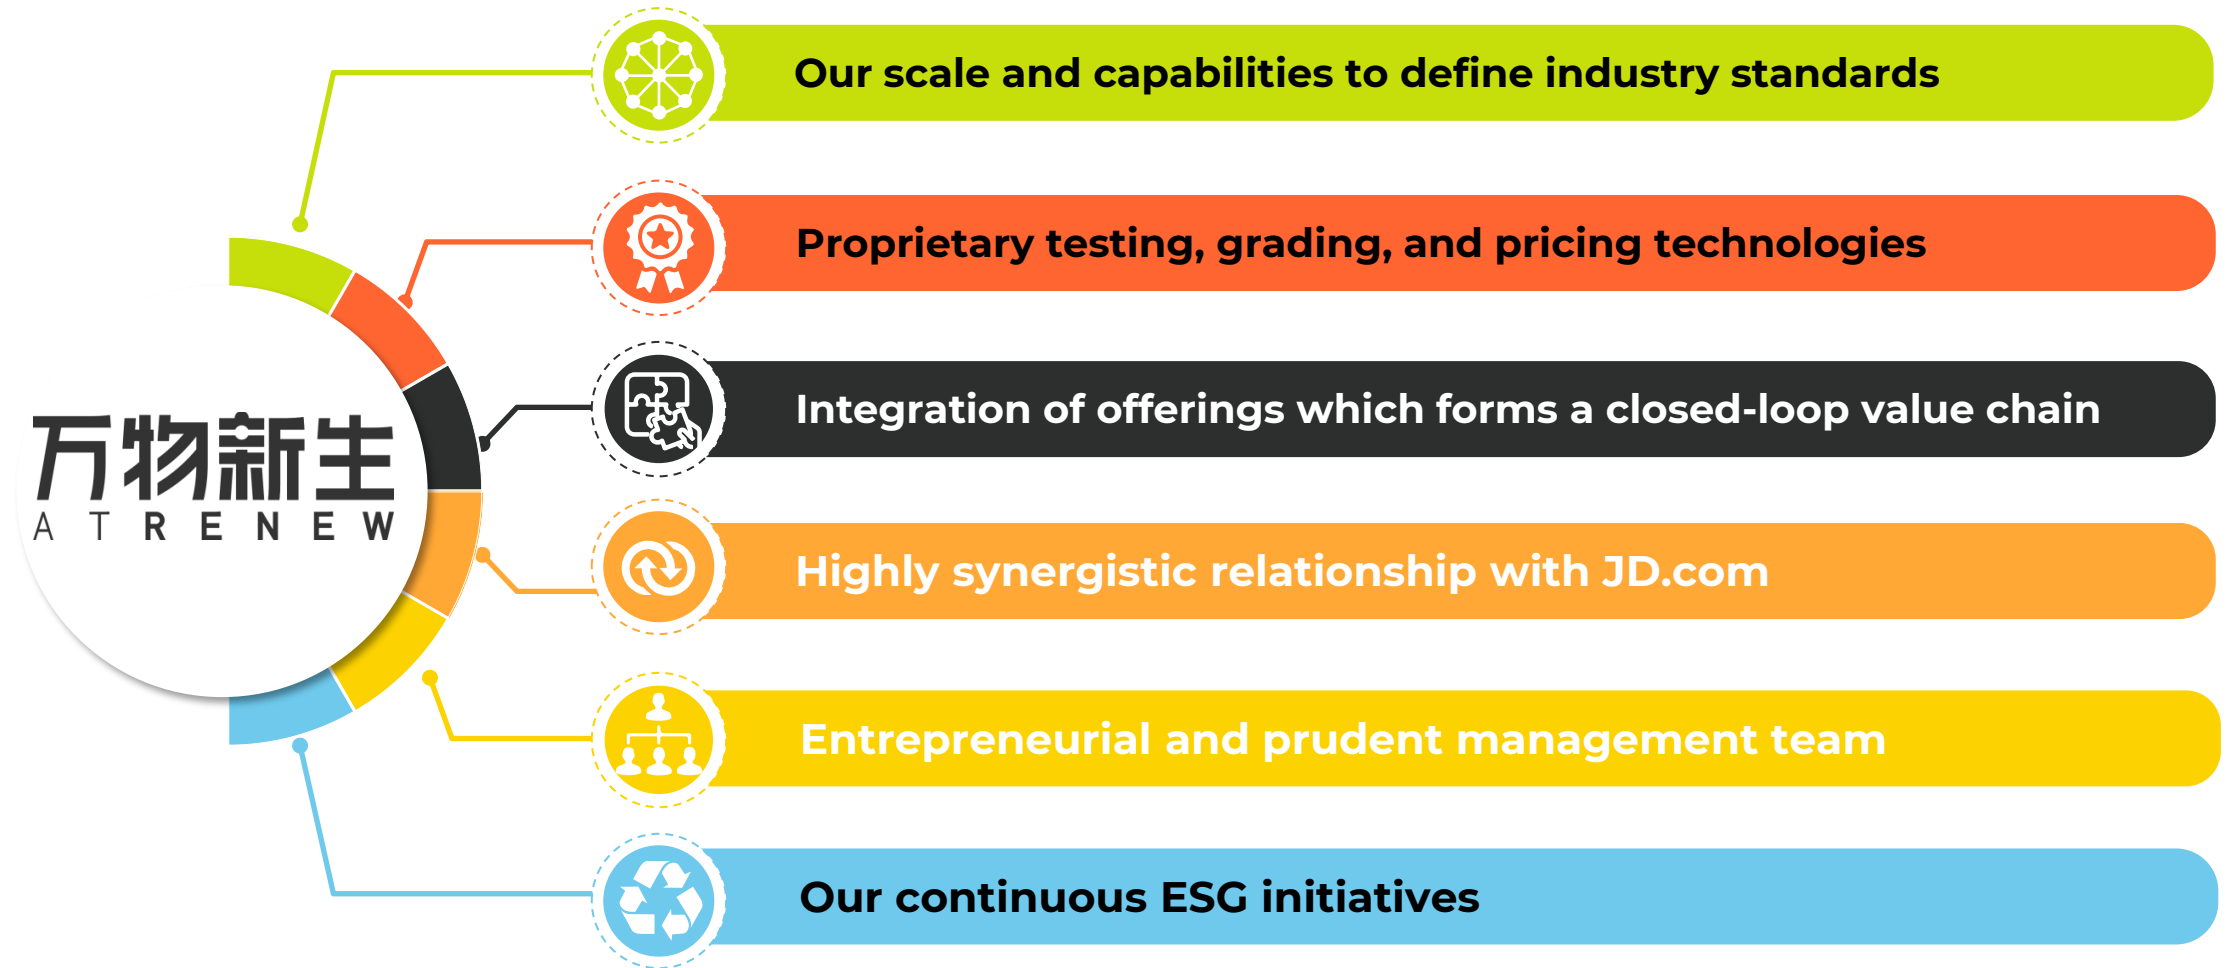 Our scale and capabilities to define industry standards
Proprietary testing, grading, and pricing technologies
Integration of offerings which forms a closed-loop value chain
万物新生
ATRENEW
Highly synergistic relationship with JD.com
Entrepreneurial and prudent management team
Our continuous ESG initiatives